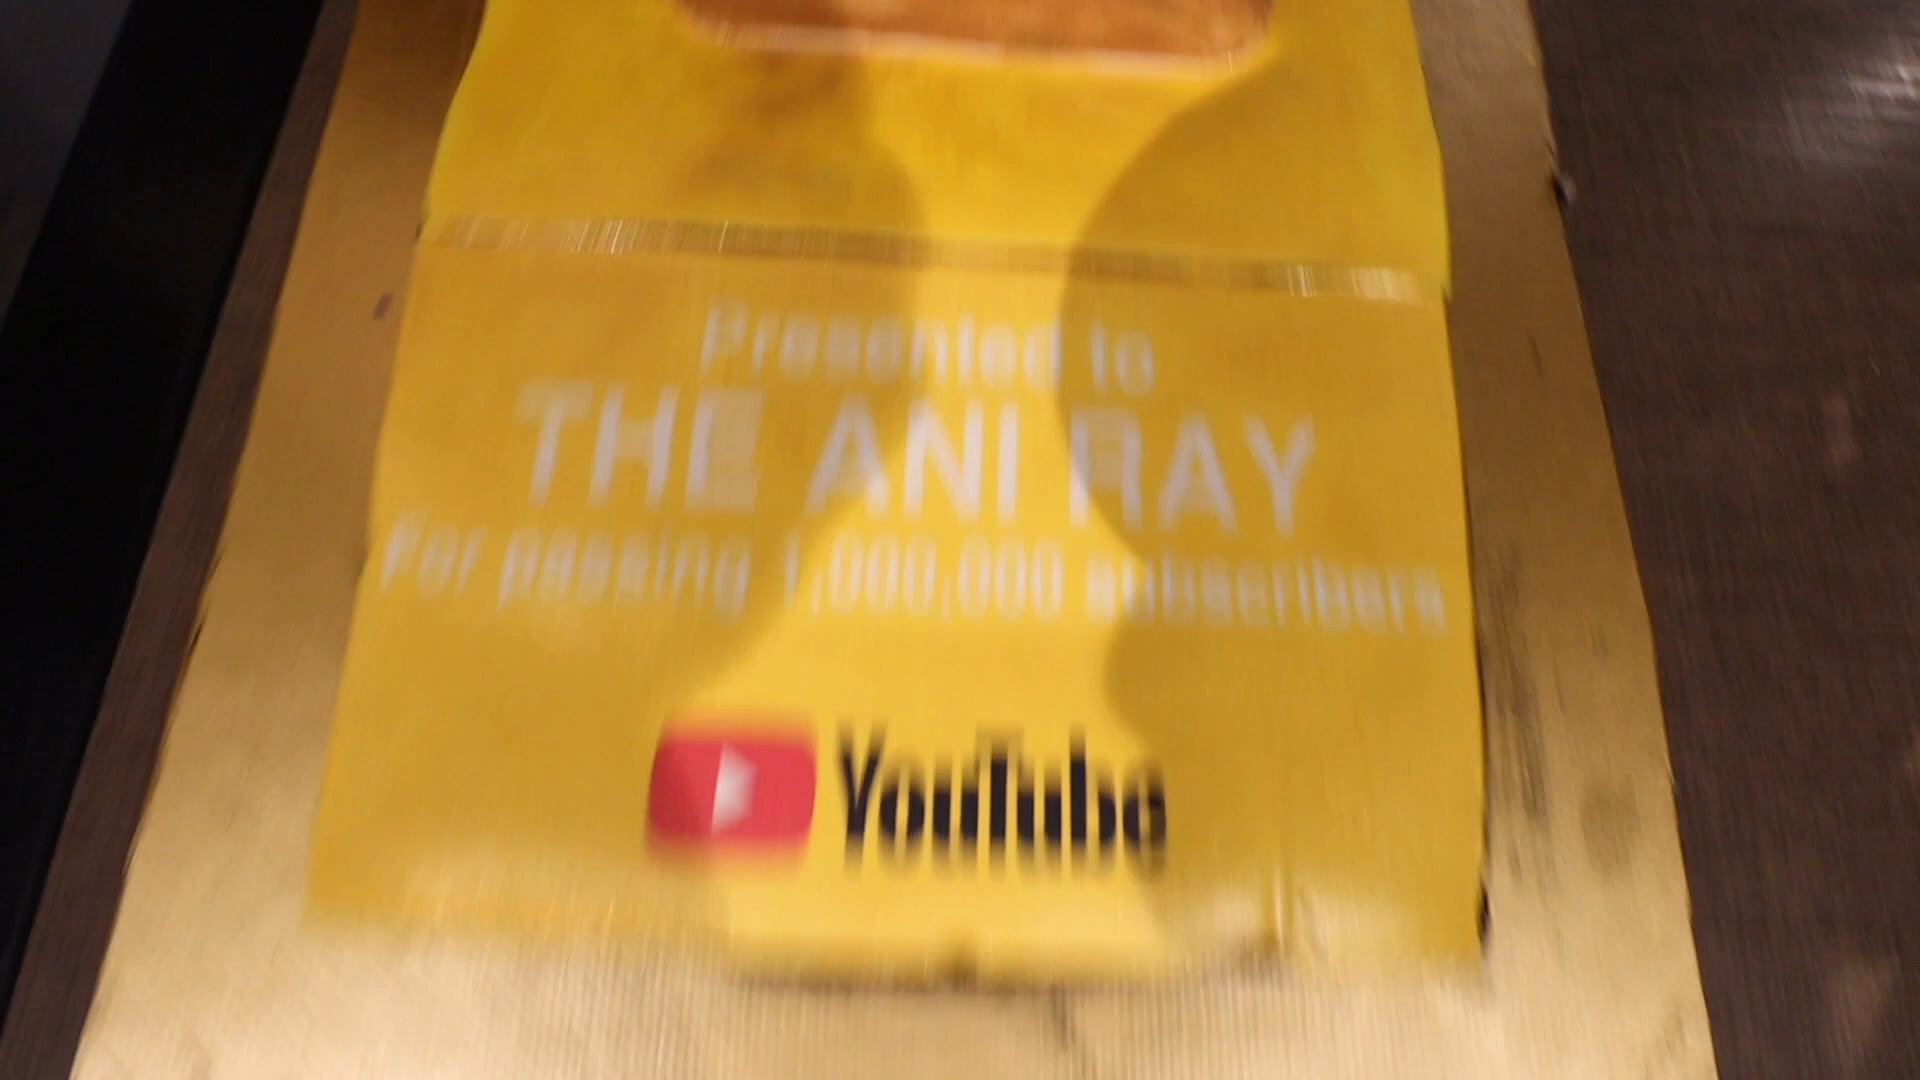 Presented to
THE ANI RAY
For passing 1,000,000 subscribers
YouTube